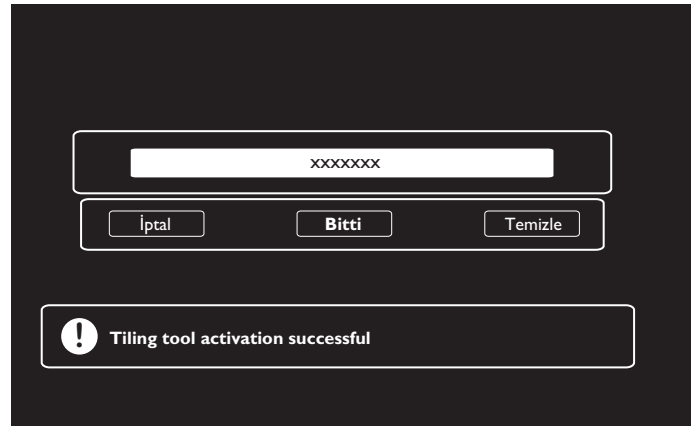 xxxxxxx
İptal Bitti Temizle
! Tiling tool activation successful